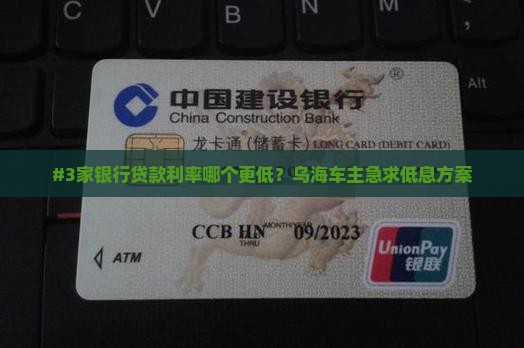 中国建设银行
®
China Construction Bank
龙卡通(储蓄卡) LONG CARD (DEBIT CARD)
#3家银行贷款利率哪个更低?乌海车主急求低息方案
CCB HN
MONTH/YEAR
THRU
09/2023
ATM
UnionPay
银联
Alt